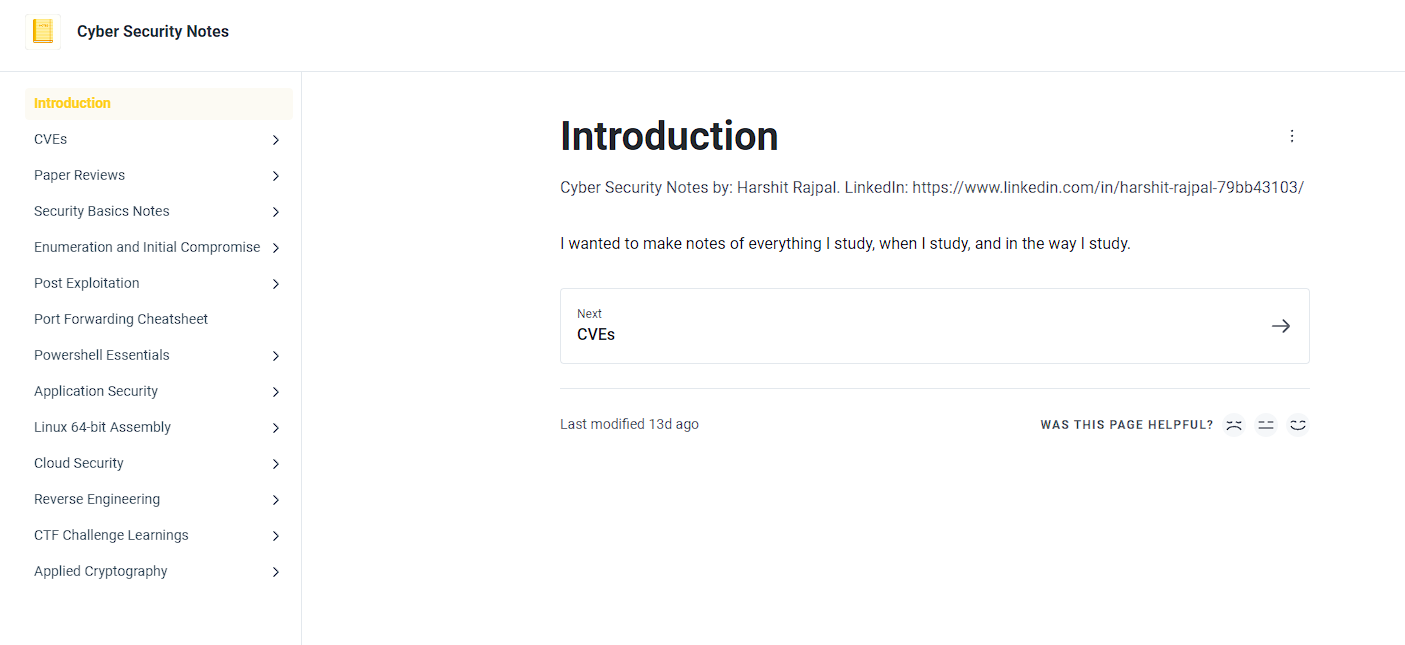 Cyber Security Notes
Introduction
CVEs
Paper Reviews
Security Basics Notes
Enumeration and Initial Compromise
Post Exploitation
Port Forwarding Cheatsheet
Powershell Essentials
Application Security
Linux 64-bit Assembly
Cloud Security
Reverse Engineering
CTF Challenge Learnings
Applied Cryptography
Introduction
Cyber Security Notes by: Harshit Rajpal. LinkedIn: https://www.linkedin.com/in/harshit-rajpal-79bb43103/
I wanted to make notes of everything I study, when I study, and in the way I study.
Next
CVEs
Last modified 13d ago
WAS THIS PAGE HELPFUL?